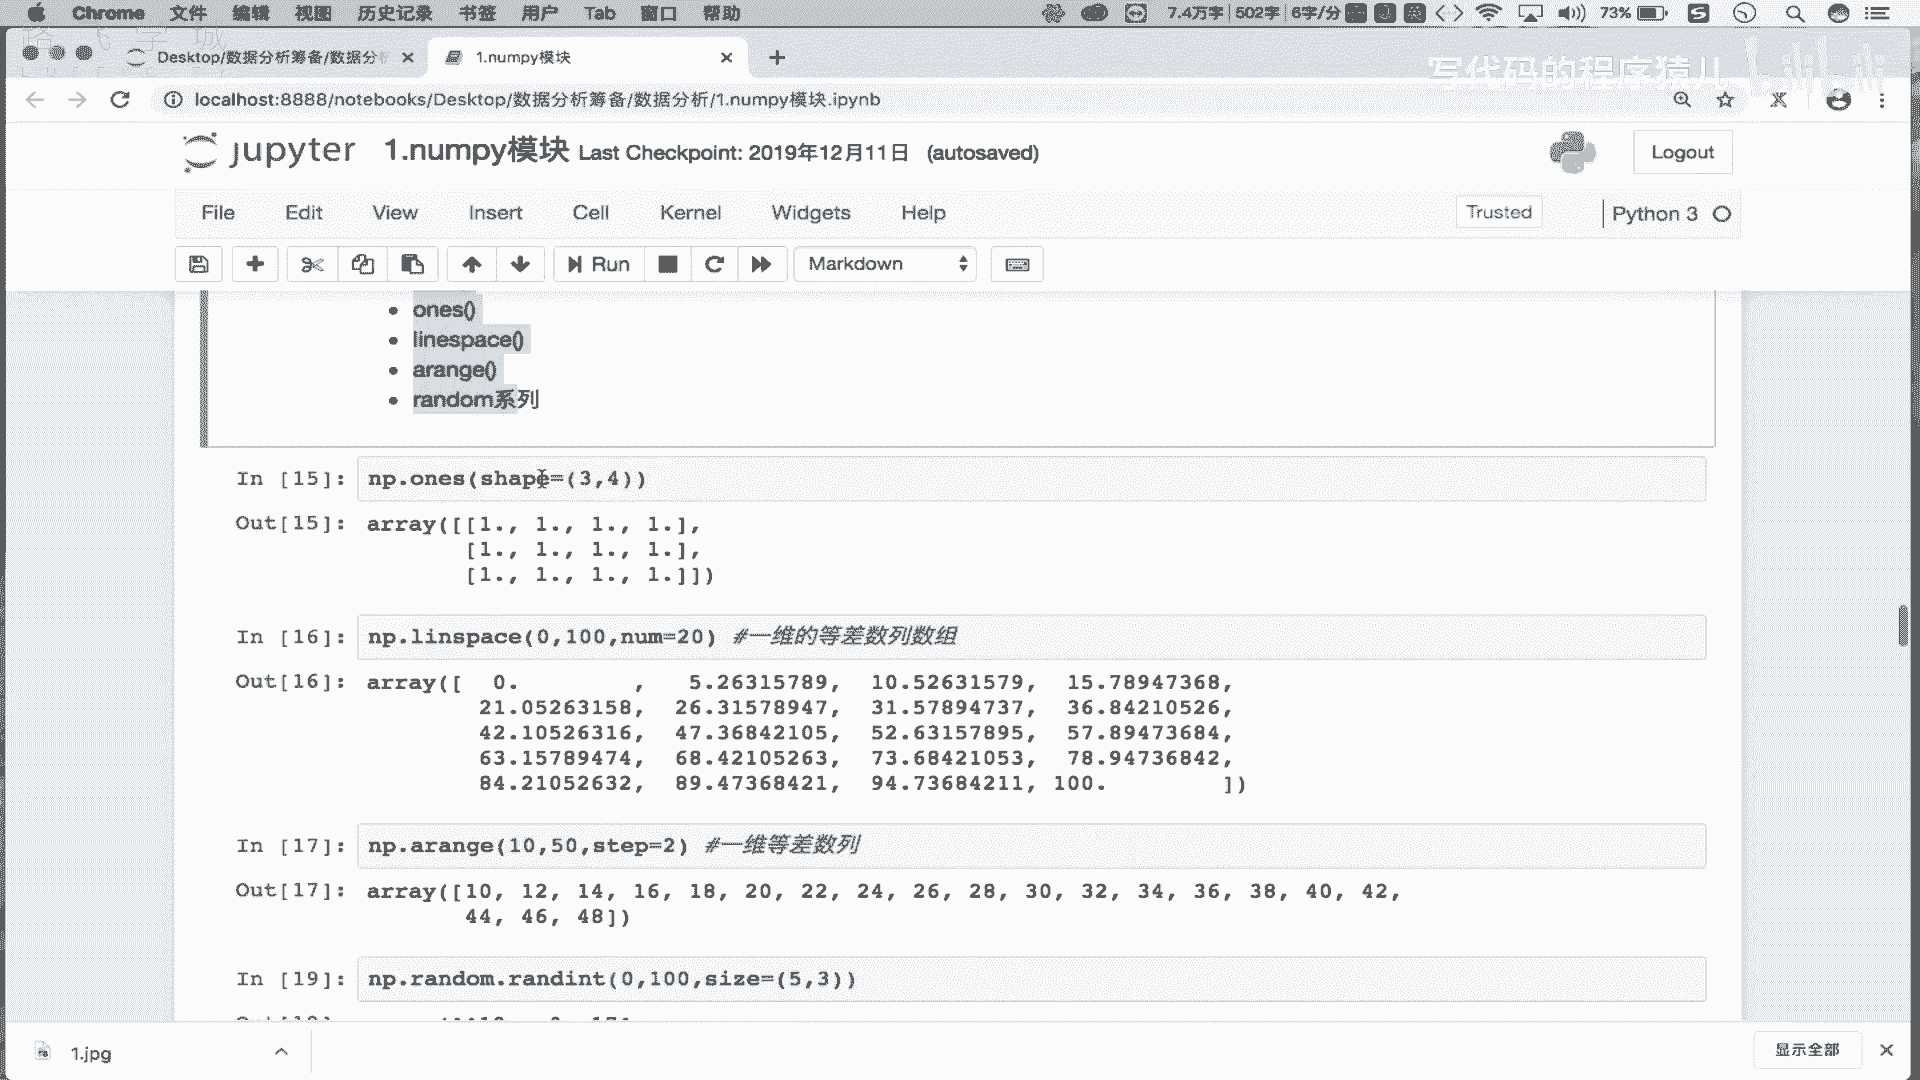 Chrome 文件 编辑 视图 历史记录 书签 用户 Tab 窗口 帮助 7.4万字 502字 6字/分 73%
路飞学城
Desktop/数据分析筹备/数据分析 1.numpy模块
写代码的程序猿儿 bilibili
localhost:8888/notebooks/Desktop/数据分析筹备/数据分析/1.numpy模块.ipynb
jupyter 1.numpy模块 Last Checkpoint: 2019年12月11日 (autosaved) Logout
File Edit View Insert Cell Kernel Widgets Help Trusted Python 3
Run Markdown
ones()
linespace()
arange()
random系列
In [15]: np.ones(shape=(3,4))
Out[15]: array([[1., 1., 1., 1.],
[1., 1., 1., 1.],
[1., 1., 1., 1.]])
In [16]: np.linspace(0,100,num=20) #一维的等差数列数组
Out[16]: array([ 0. , 5.26315789, 10.52631579, 15.78947368,
21.05263158, 26.31578947, 31.57894737, 36.84210526,
42.10526316, 47.36842105, 52.63157895, 57.89473684,
63.15789474, 68.42105263, 73.68421053, 78.94736842,
84.21052632, 89.47368421, 94.73684211, 100. ])
In [17]: np.arange(10,50,step=2) #一维等差数列
Out[17]: array([10, 12, 14, 16, 18, 20, 22, 24, 26, 28, 30, 32, 34, 36, 38, 40, 42,
44, 46, 48])
In [19]: np.random.randint(0,100,size=(5,3))
1.jpg 显示全部